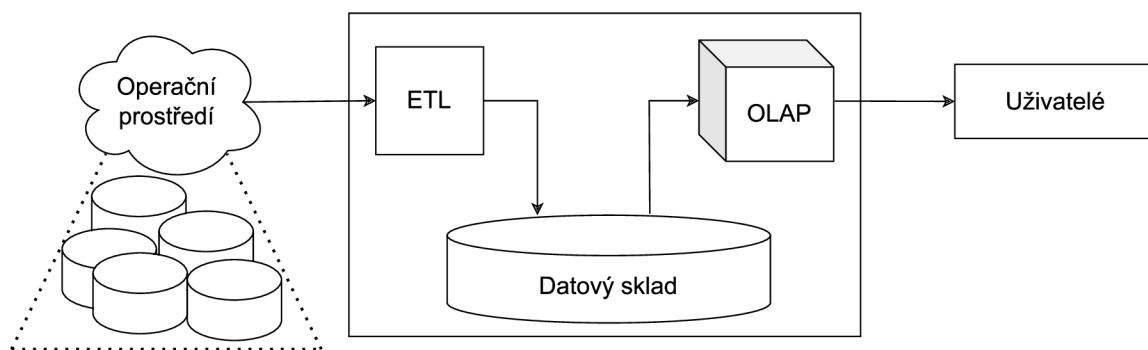 Operační
prostředí
ETL
OLAP
Uživatelé
Datový sklad